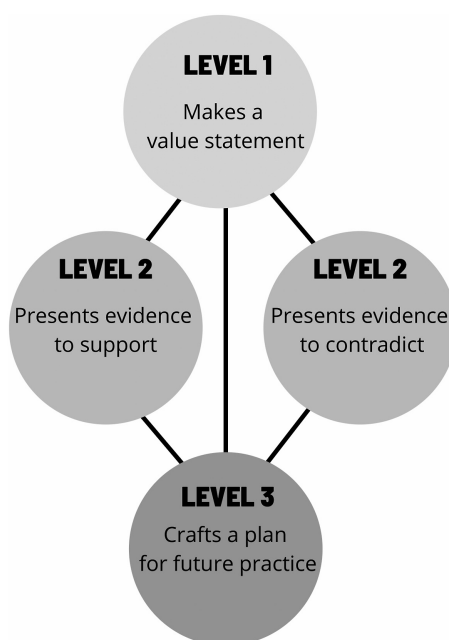 LEVEL 1
Makes a
value statement
LEVEL 2
Presents evidence
to support
LEVEL 2
Presents evidence
to contradict
LEVEL 3
Crafts a plan
for future practice